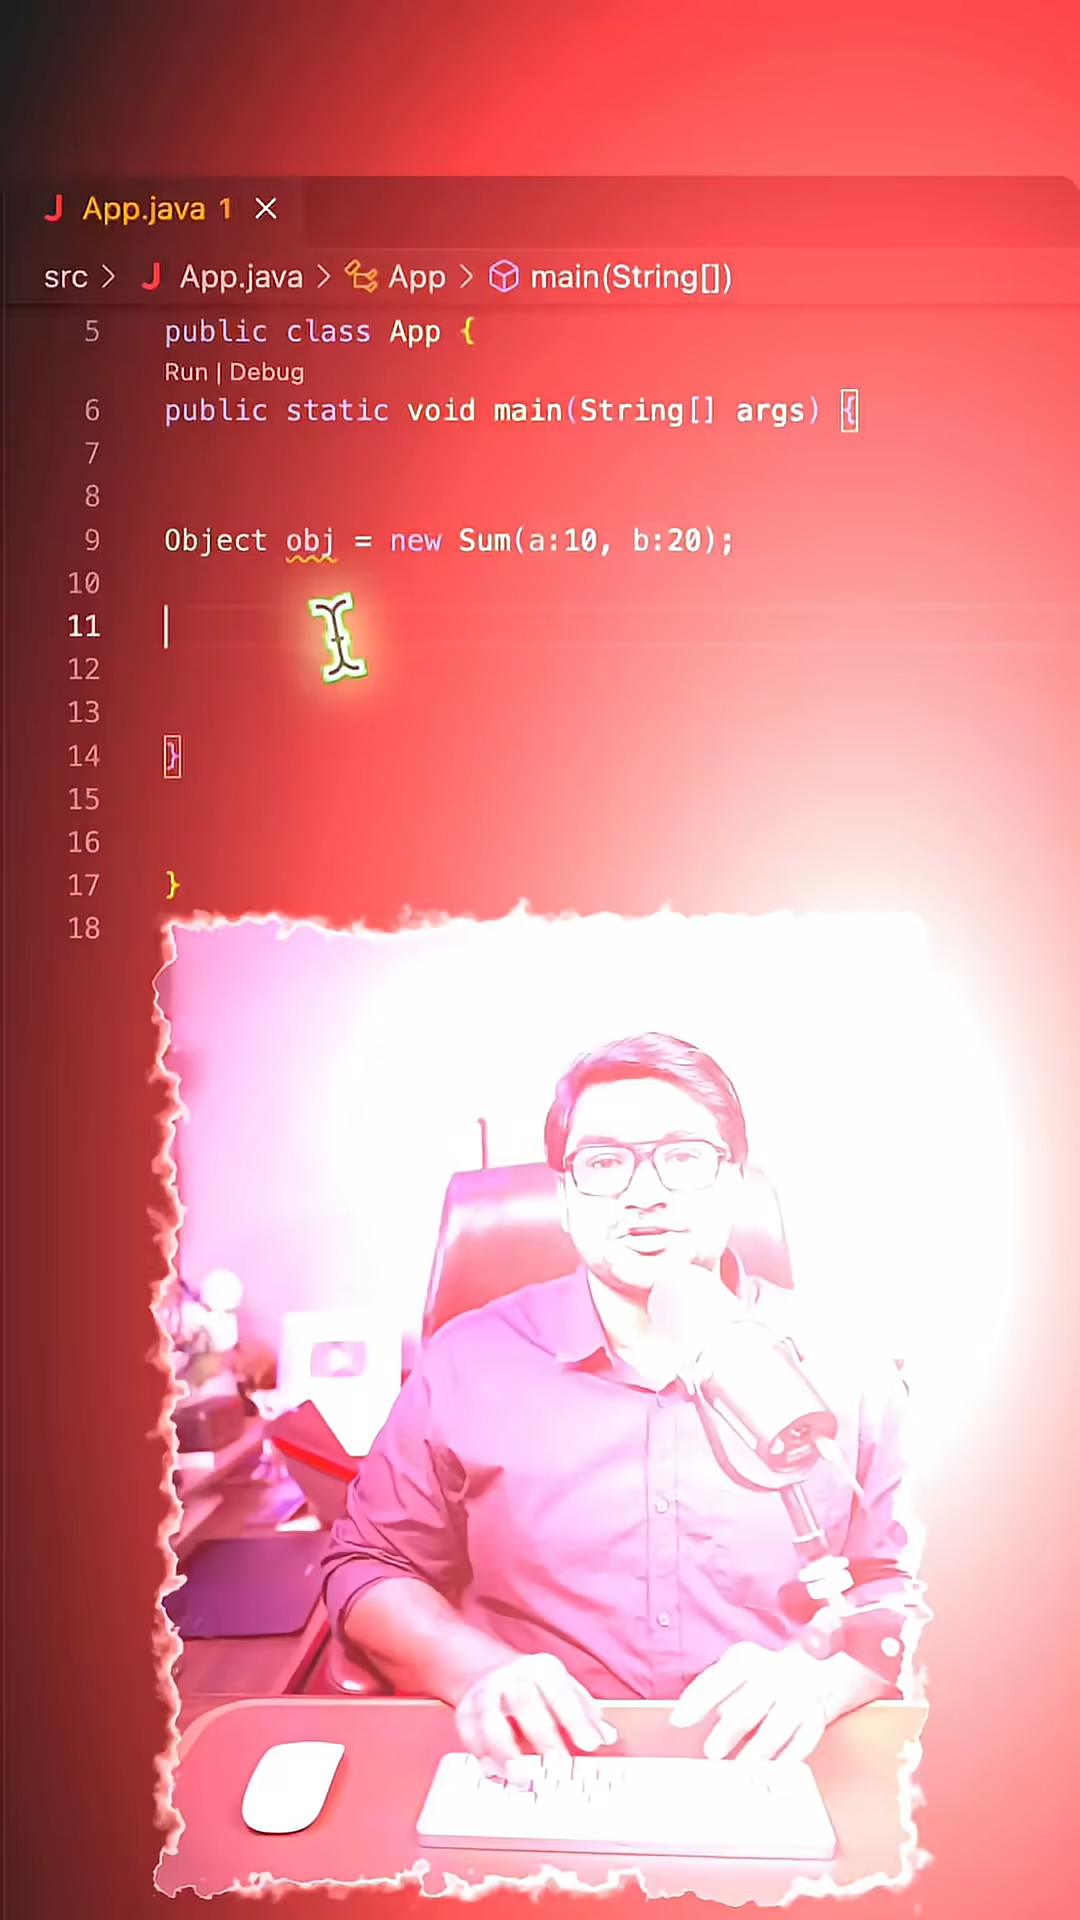 App.java 1
src > App.java > App > main(String[])
5 public class App {
Run | Debug
6 public static void main(String[] args) {
7
8
9 Object obj = new Sum(a:10, b:20);
10
11
12
13
14 }
15
16
17 }
18